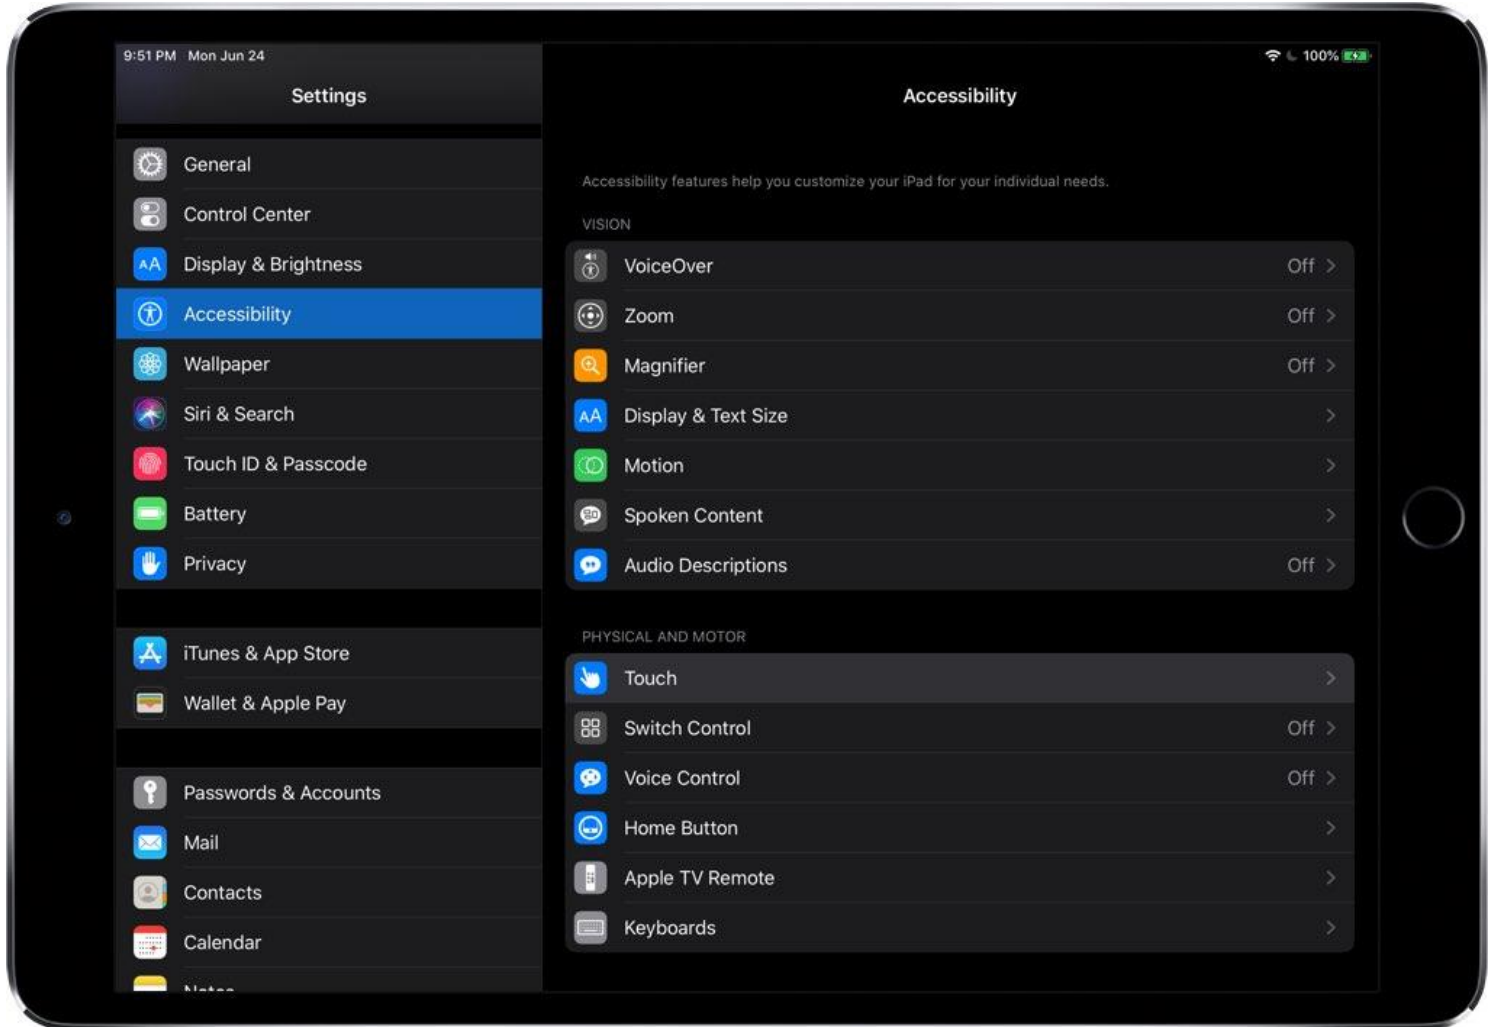 9:51 PM Mon Jun 24
100%
Settings
General
Control Center
Display & Brightness
Accessibility
Wallpaper
Siri & Search
Touch ID & Passcode
Battery
Privacy
iTunes & App Store
Wallet & Apple Pay
Passwords & Accounts
Mail
Contacts
Calendar
Notes
Accessibility
Accessibility features help you customize your iPad for your individual needs.
VISION
VoiceOver Off
Zoom Off
Magnifier Off
Display & Text Size
Motion
Spoken Content
Audio Descriptions Off
PHYSICAL AND MOTOR
Touch
Switch Control Off
Voice Control Off
Home Button
Apple TV Remote
Keyboards